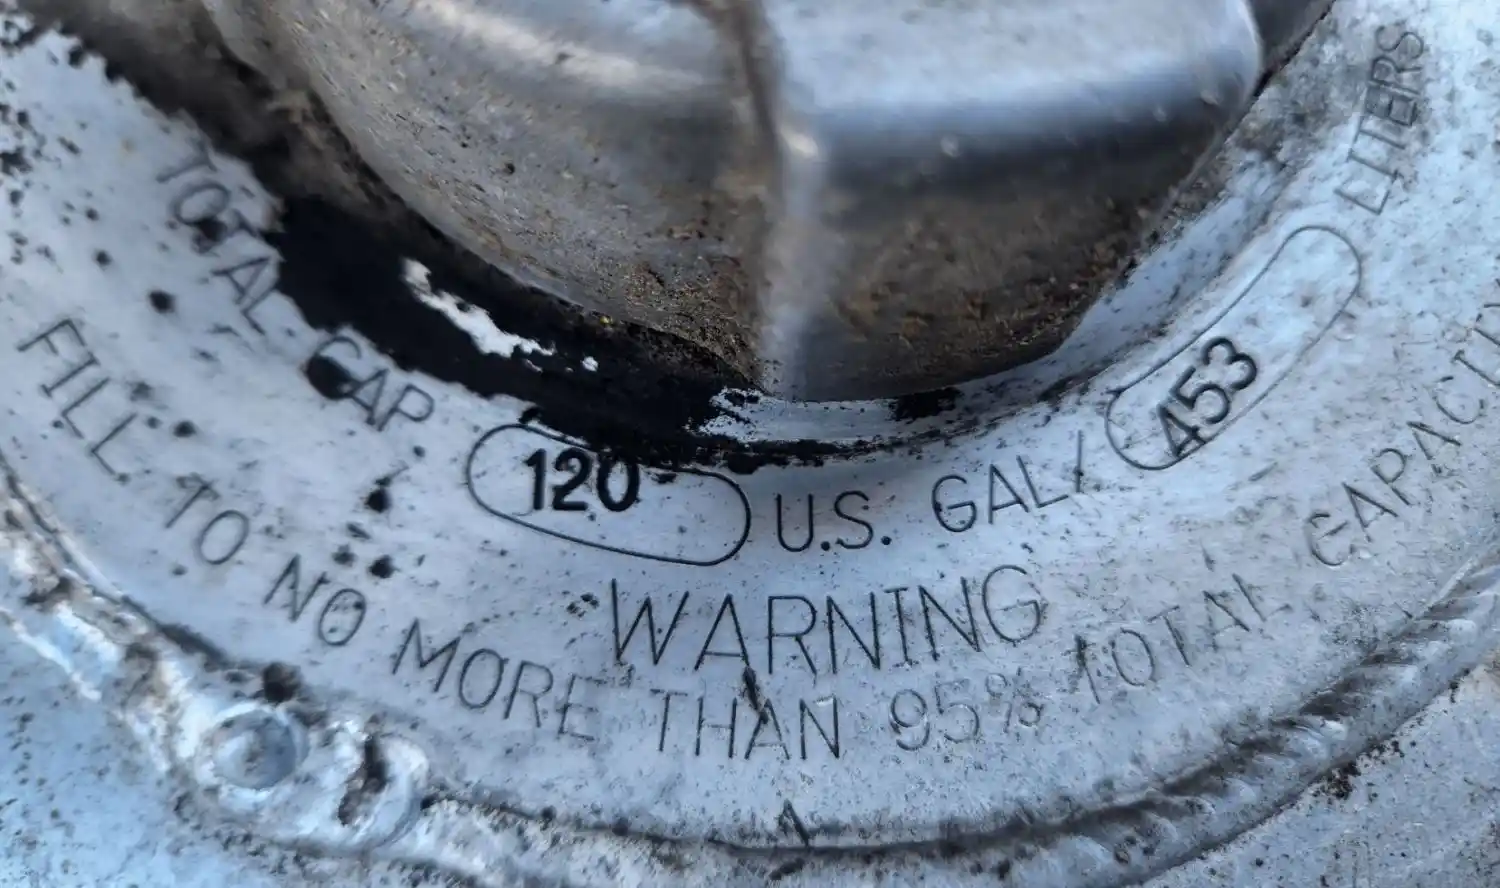 TOTAL CAP 120 U.S. GAL/ 453 LITERS
WARNING
FILL TO NO MORE THAN 95% TOTAL CAPACITY